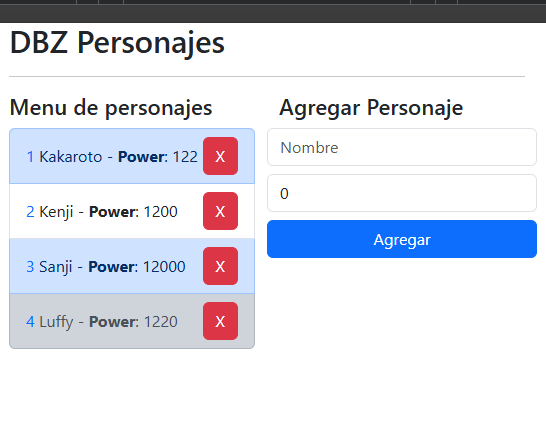 DBZ Personajes
Menu de personajes
1 Kakaroto - Power: 122 X
2 Kenji - Power: 1200 X
3 Sanji - Power: 12000 X
4 Luffy - Power: 1220 X
Agregar Personaje
Nombre
0
Agregar